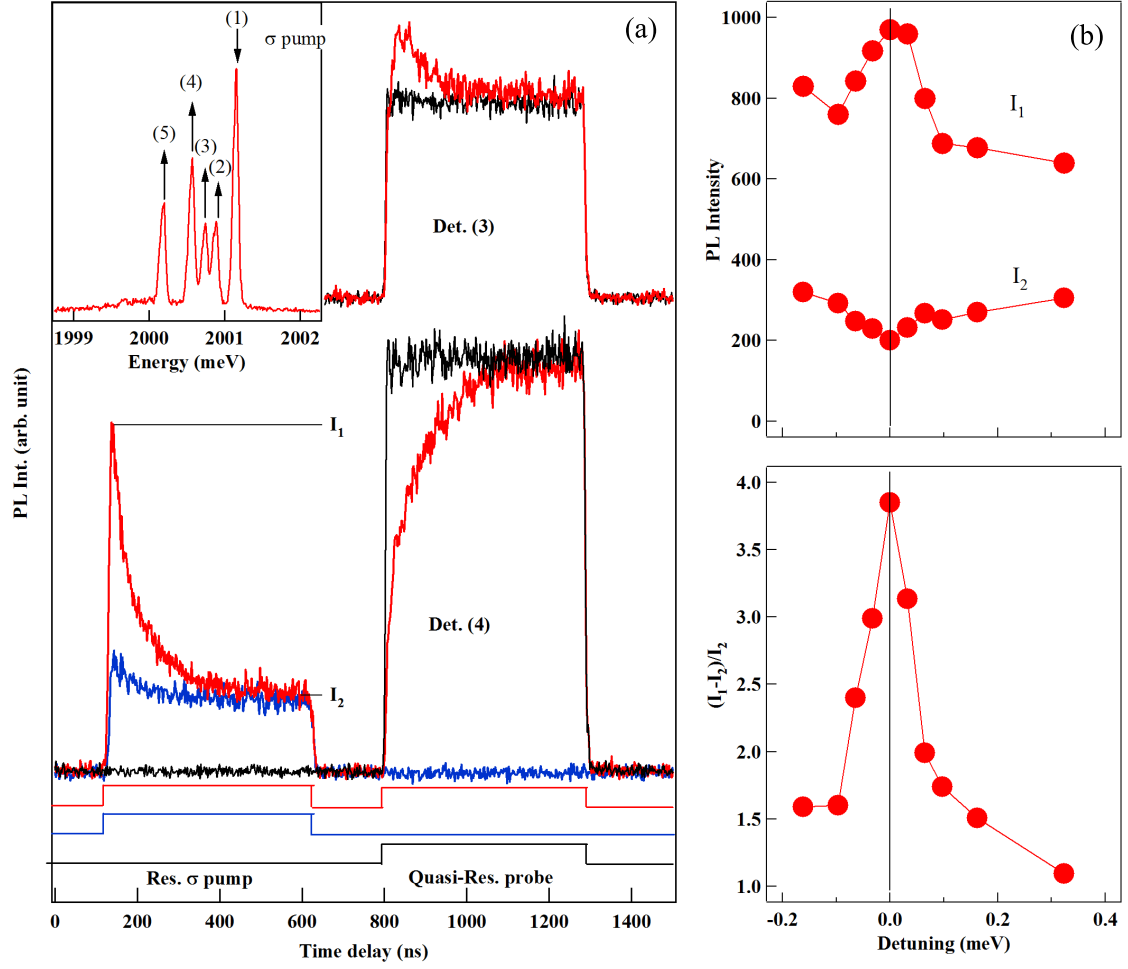 (a)
(1)
σ pump
(4)
(5)
(3)
(2)
1999 2000 2001 2002
Energy (meV)
Det. (3)
I1
I2
Det. (4)
PL Int. (arb. unit)
Res. σ pump
Quasi-Res. probe
0 200 400 600 800 1000 1200 1400
Time delay (ns)
(b)
1000
800
600
400
200
0
PL Intensity
I1
I2
4.0
3.5
3.0
2.5
2.0
1.5
1.0
(I1-I2)/I2
-0.2 0.0 0.2 0.4
Detuning (meV)